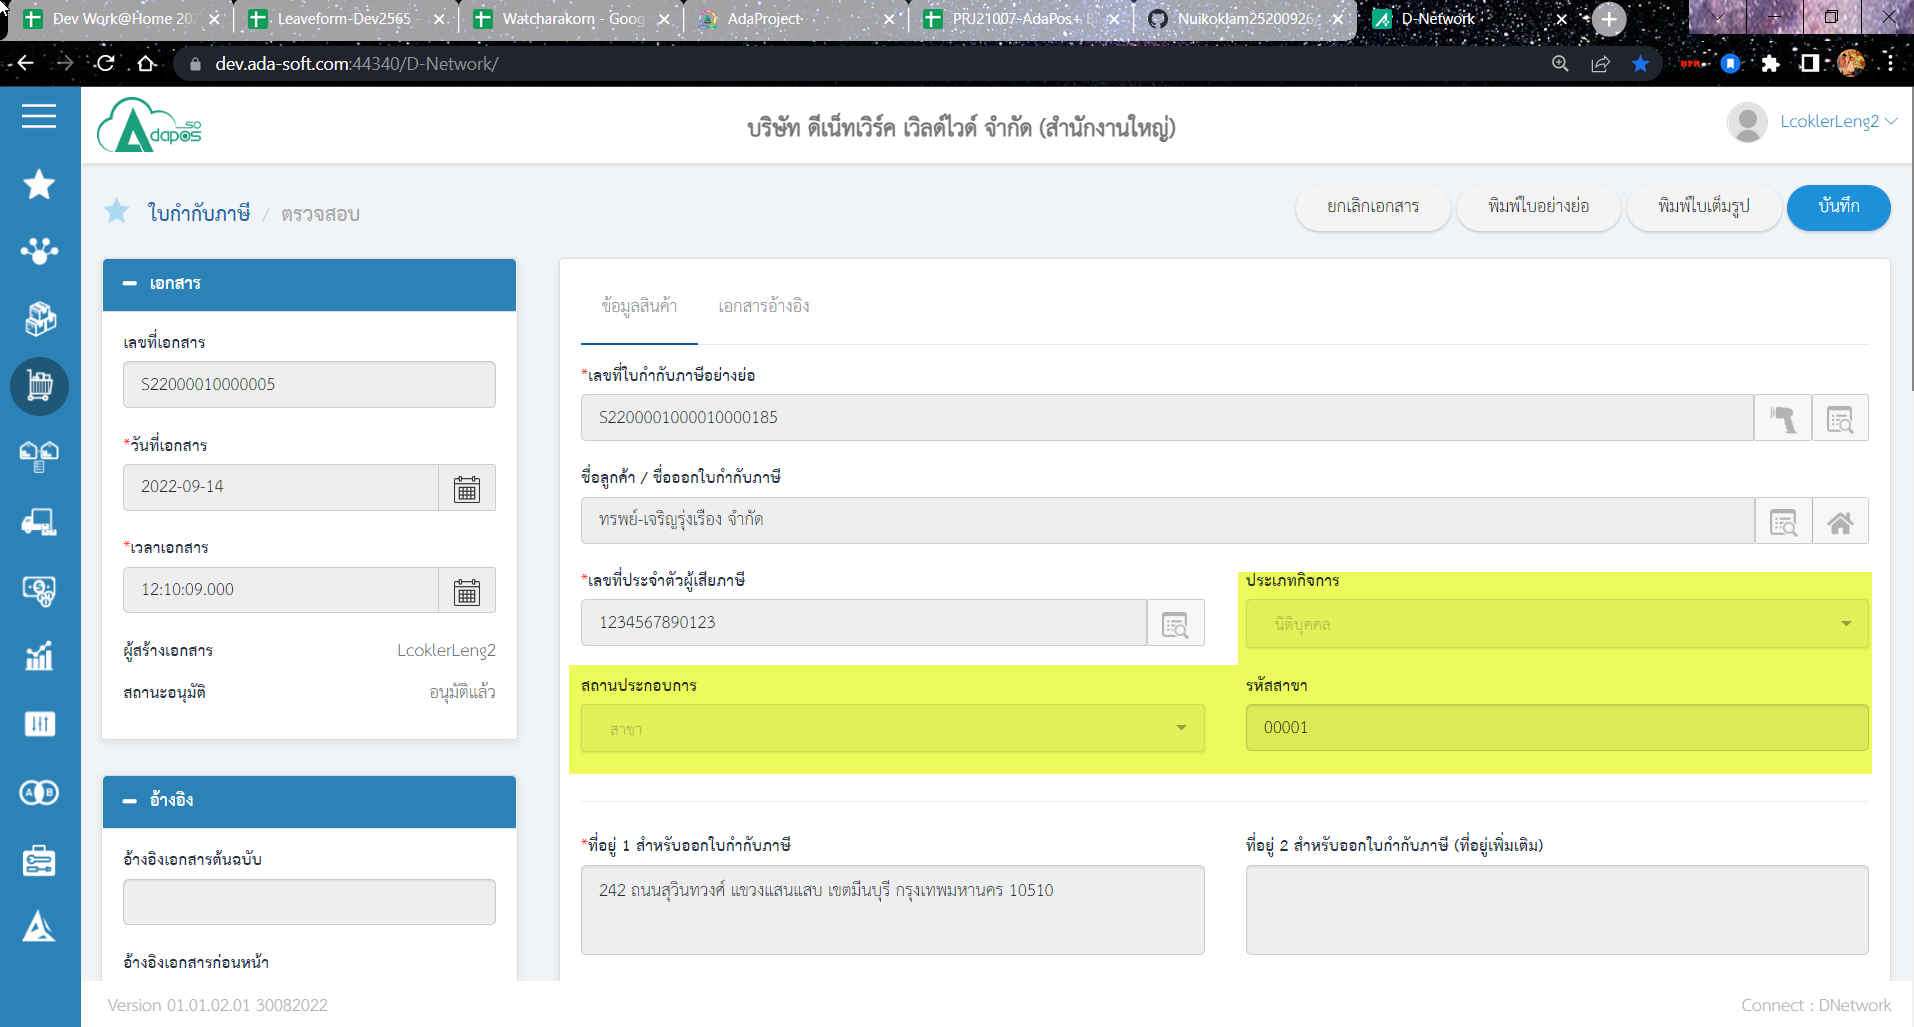 Dev Work@Home 202
Leaveform-Dev2565
Watcharakorn - Goog
AdaProject
PRJ21007-AdaPos+ B
Nuikoklam25200926
D-Network
dev.ada-soft.com:44340/D-Network/
Adapos 5.0
บริษัท ดีเน็ทเวิร์ค เวิลด์ไวด์ จำกัด (สำนักงานใหญ่)
LcoklerLeng2
ใบกำกับภาษี / ตรวจสอบ
ยกเลิกเอกสาร
พิมพ์ใบอย่างย่อ
พิมพ์ใบเต็มรูป
บันทึก
เอกสาร
เลขที่เอกสาร
S22000010000005
*วันที่เอกสาร
2022-09-14
*เวลาเอกสาร
12:10:09.000
ผู้สร้างเอกสาร LcoklerLeng2
สถานะอนุมัติ อนุมัติแล้ว
อ้างอิง
อ้างอิงเอกสารต้นฉบับ
อ้างอิงเอกสารก่อนหน้า
ข้อมูลสินค้า เอกสารอ้างอิง
*เลขที่ใบกำกับภาษีอย่างย่อ
S2200001000010000185
ชื่อลูกค้า / ชื่อออกใบกำกับภาษี
ทรพย์-เจริญรุ่งเรือง จำกัด
*เลขที่ประจำตัวผู้เสียภาษี
1234567890123
ประเภทกิจการ
นิติบุคคล
สถานประกอบการ
สาขา
รหัสสาขา
00001
*ที่อยู่ 1 สำหรับออกใบกำกับภาษี
242 ถนนสุวินทวงศ์ แขวงแสนแสบ เขตมีนบุรี กรุงเทพมหานคร 10510
ที่อยู่ 2 สำหรับออกใบกำกับภาษี (ที่อยู่เพิ่มเติม)
Version 01.01.02.01 30082022
Connect : DNetwork